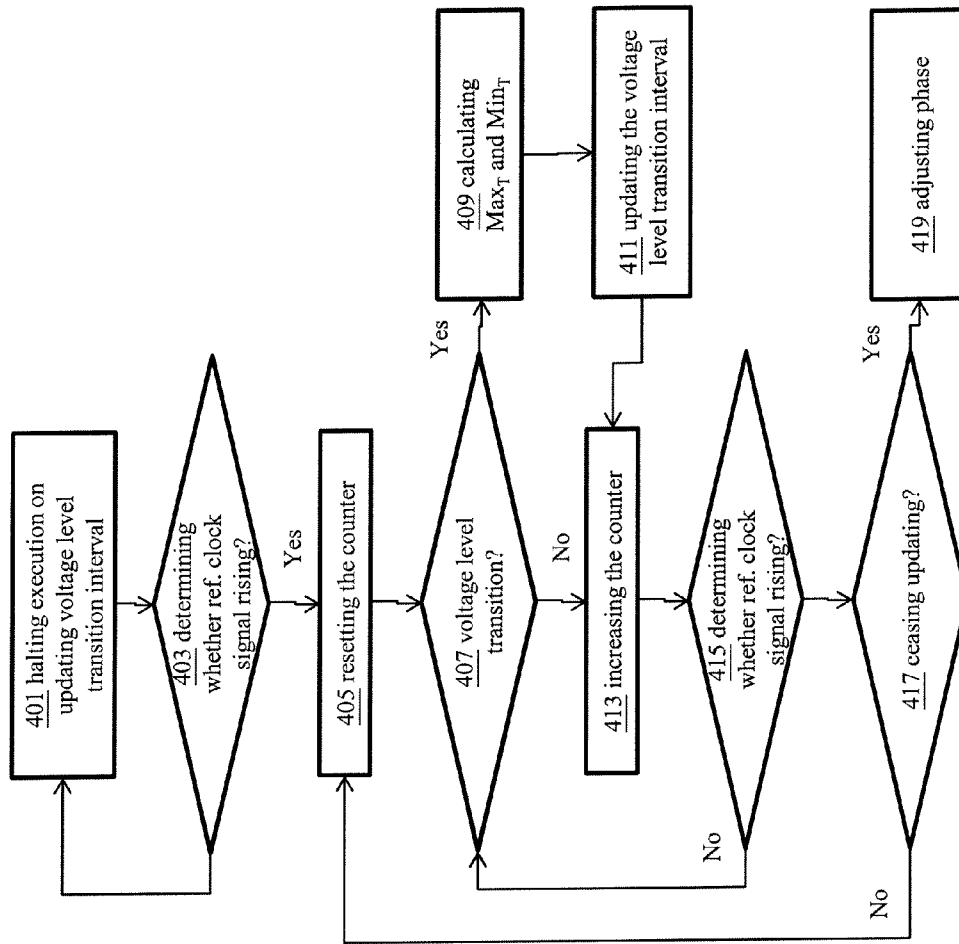 401 halting execution on
updating voltage level
transition interval
403 determining
whether ref. clock
signal rising?
Yes
405 resetting the counter
407 voltage level
transition?
Yes
409 calculating
Max_T and Min_T
411 updating the voltage
level transition interval
No
413 increasing the counter
415 determining
whether ref. clock
signal rising?
No
417 ceasing updating?
Yes
419 adjusting phase
No